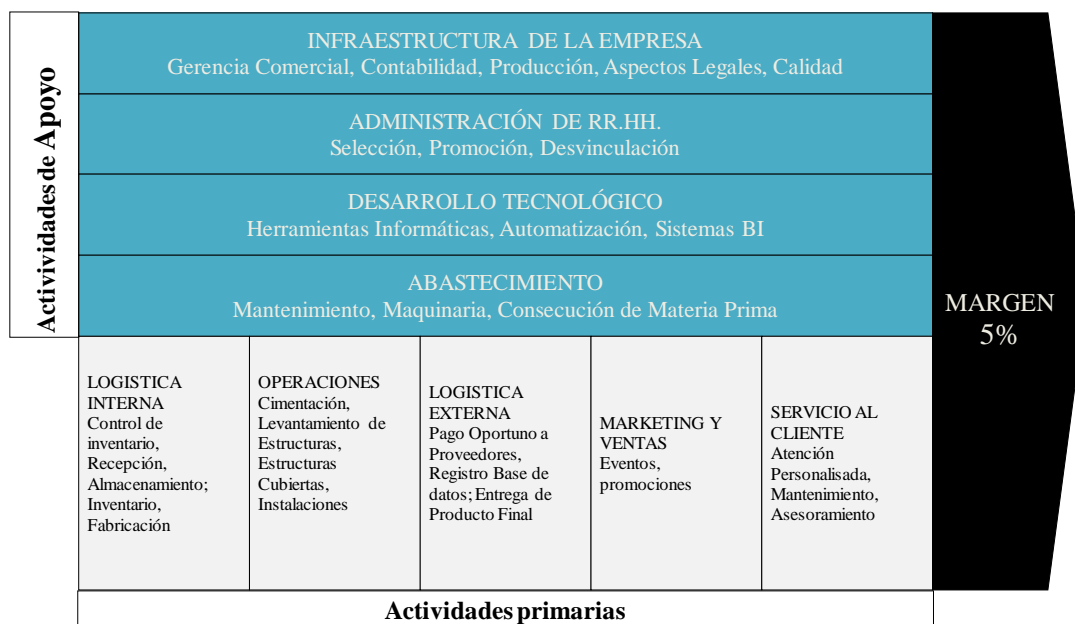 Activividades de Apoyo
INFRAESTRUCTURA DE LA EMPRESA
Gerencia Comercial, Contabilidad, Producción, Aspectos Legales, Calidad
ADMINISTRACIÓN DE RR.HH.
Selección, Promoción, Desvinculación
DESARROLLO TECNOLÓGICO
Herramientas Informáticas, Automatización, Sistemas BI
ABASTECIMIENTO
Mantenimiento, Maquinaria, Consecución de Materia Prima
LOGISTICA
INTERNA
Control de
inventario,
Recepción,
Almacenamiento;
Inventario,
Fabricación
OPERACIONES
Cimentación,
Levantamiento de
Estructuras,
Estructuras
Cubiertas,
Instalaciones
LOGISTICA
EXTERNA
Pago Oportuno a
Proveedores,
Registro Base de
datos; Entrega de
Producto Final
MARKETING Y
VENTAS
Eventos,
promociones
SERVICIO AL
CLIENTE
Atención
Personalisada,
Mantenimiento,
Asesoramiento
MARGEN
5%
Actividades primarias